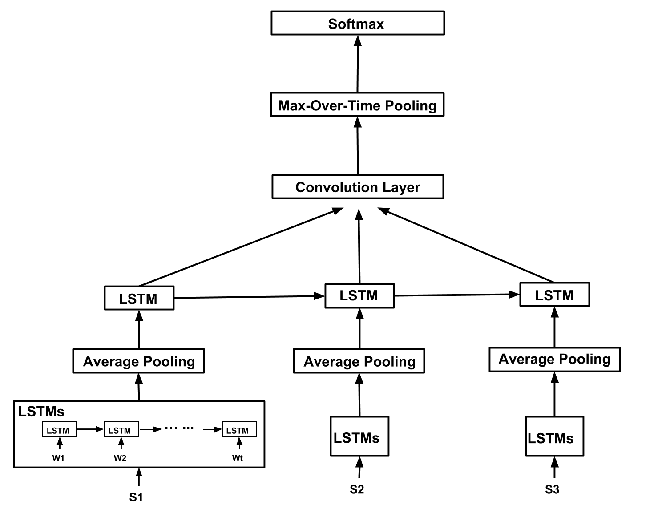 Softmax
Max-Over-Time Pooling
Convolution Layer
LSTM LSTM LSTM
Average Pooling Average Pooling Average Pooling
LSTMs
LSTM LSTM ... ... LSTM
W1 W2 Wt
LSTMs LSTMs
S1 S2 S3